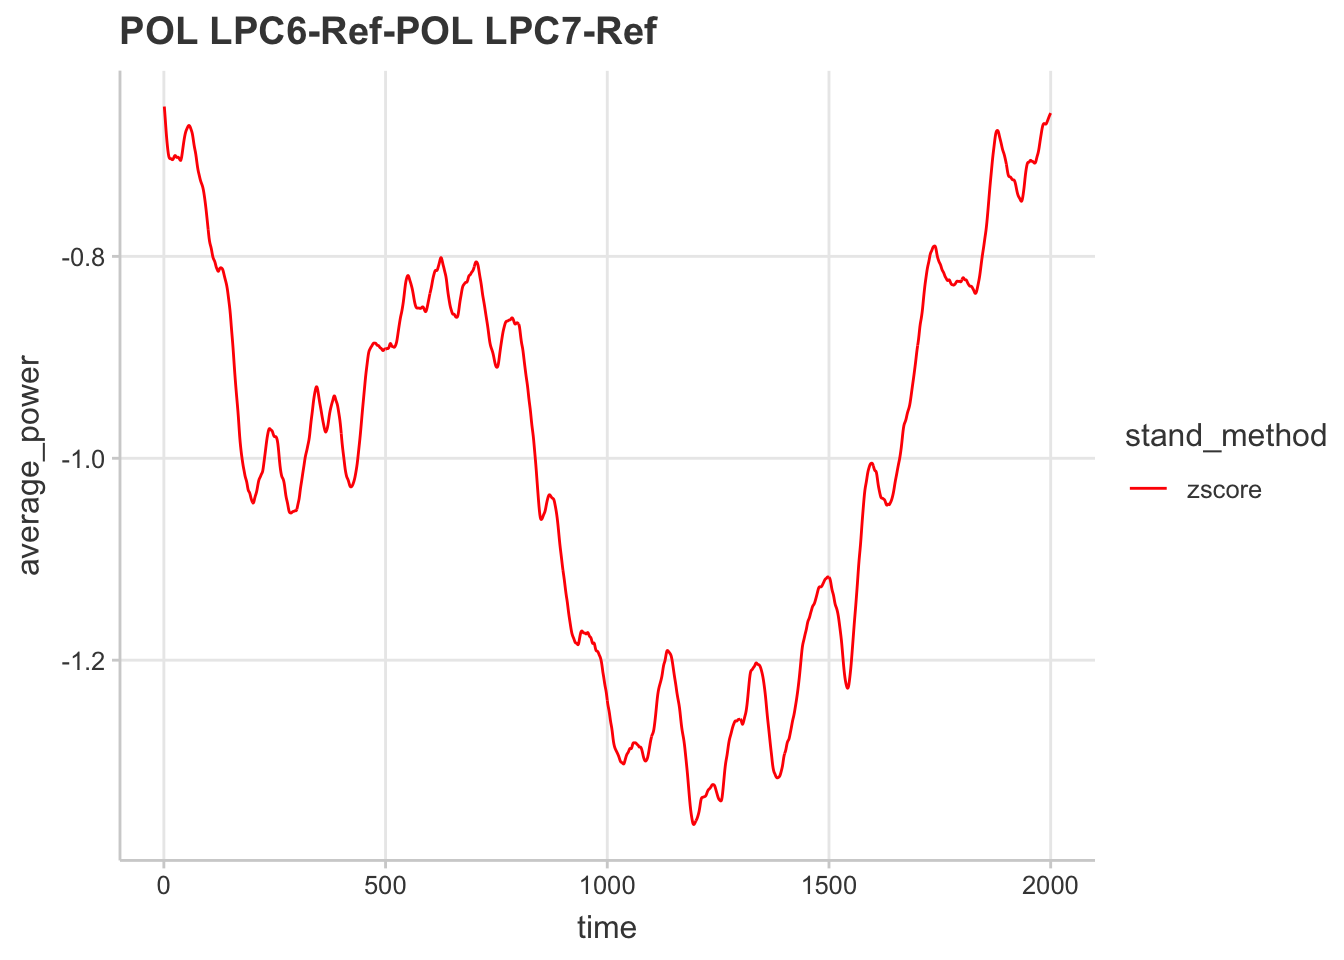 POL LPC6-Ref-POL LPC7-Ref
average_power
-0.8
-1.0
-1.2
0 500 1000 1500 2000
time
stand_method
zscore